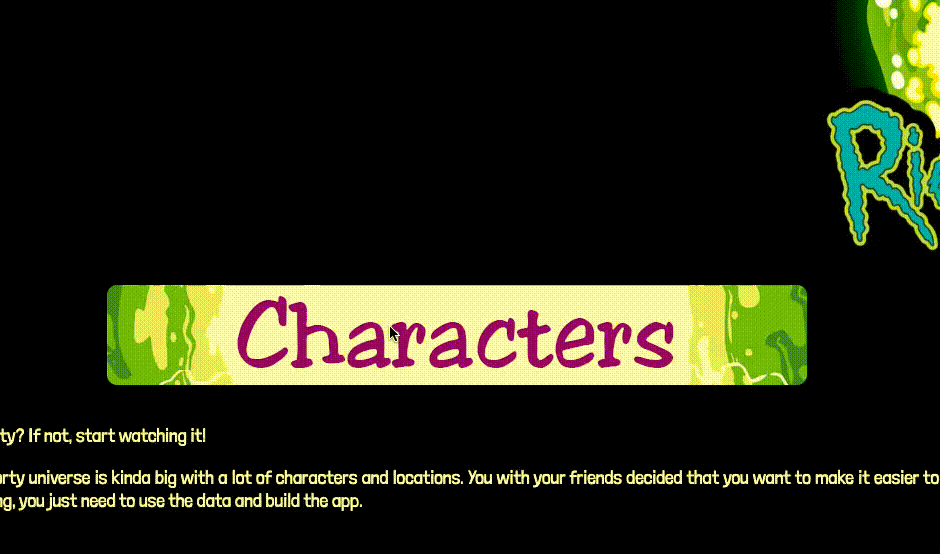 Ric
Characters
ty? If not, start watching it!
orty universe is kinda big with a lot of characters and locations. You with your friends decided that you want to make it easier to
ng, you just need to use the data and build the app.